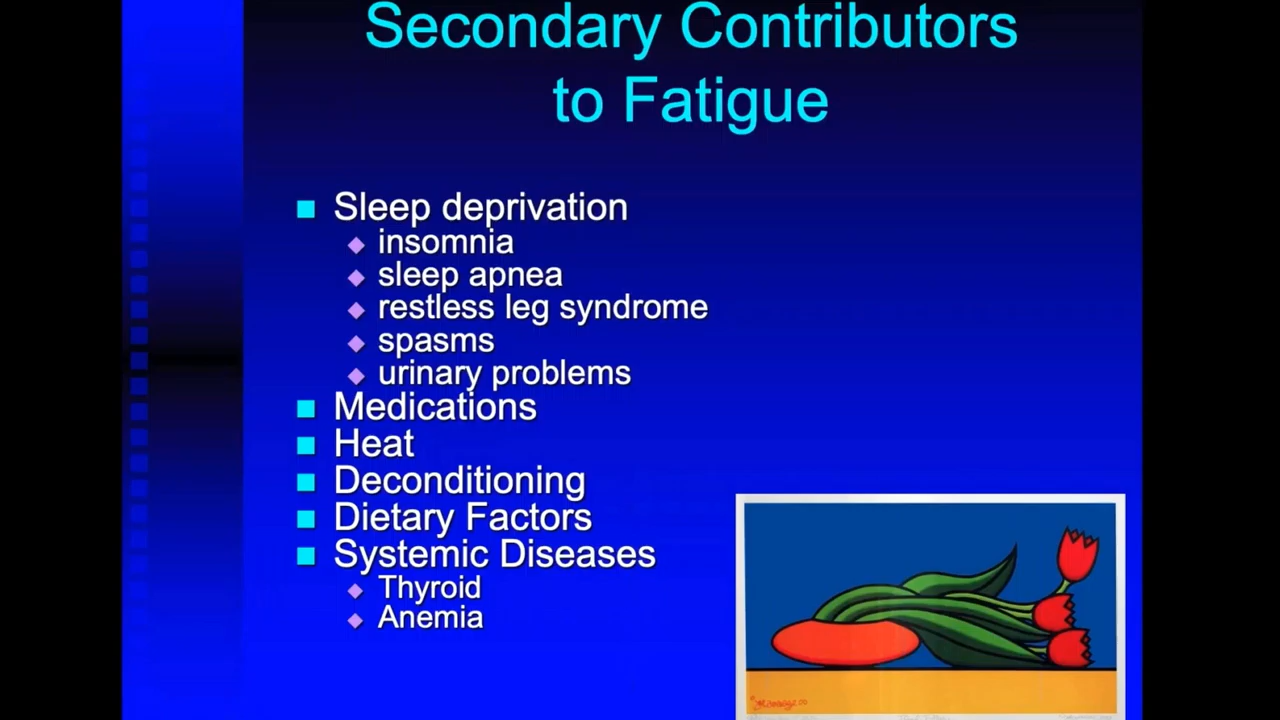 Secondary Contributors
to Fatigue
Sleep deprivation
insomnia
sleep apnea
restless leg syndrome
spasms
urinary problems
Medications
Heat
Deconditioning
Dietary Factors
Systemic Diseases
Thyroid
Anemia